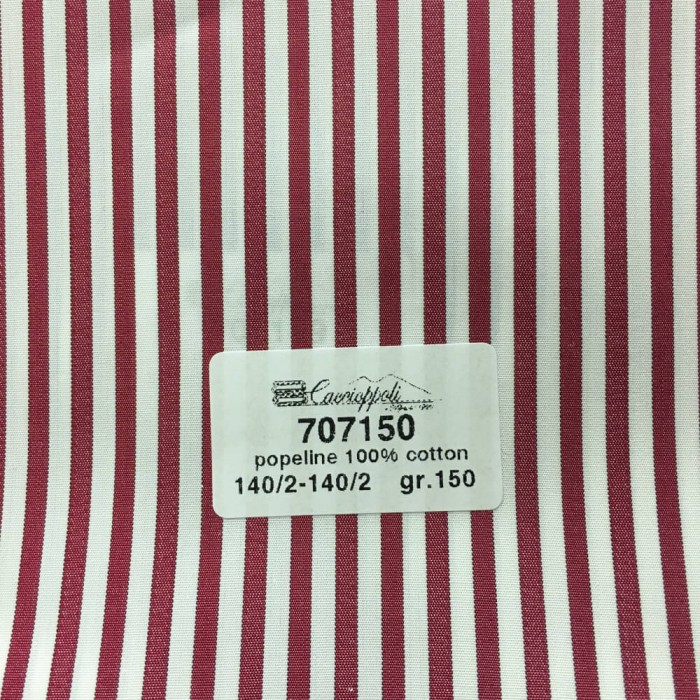 Caccioppoli
707150
popeline 100% cotton
140/2-140/2 gr.150